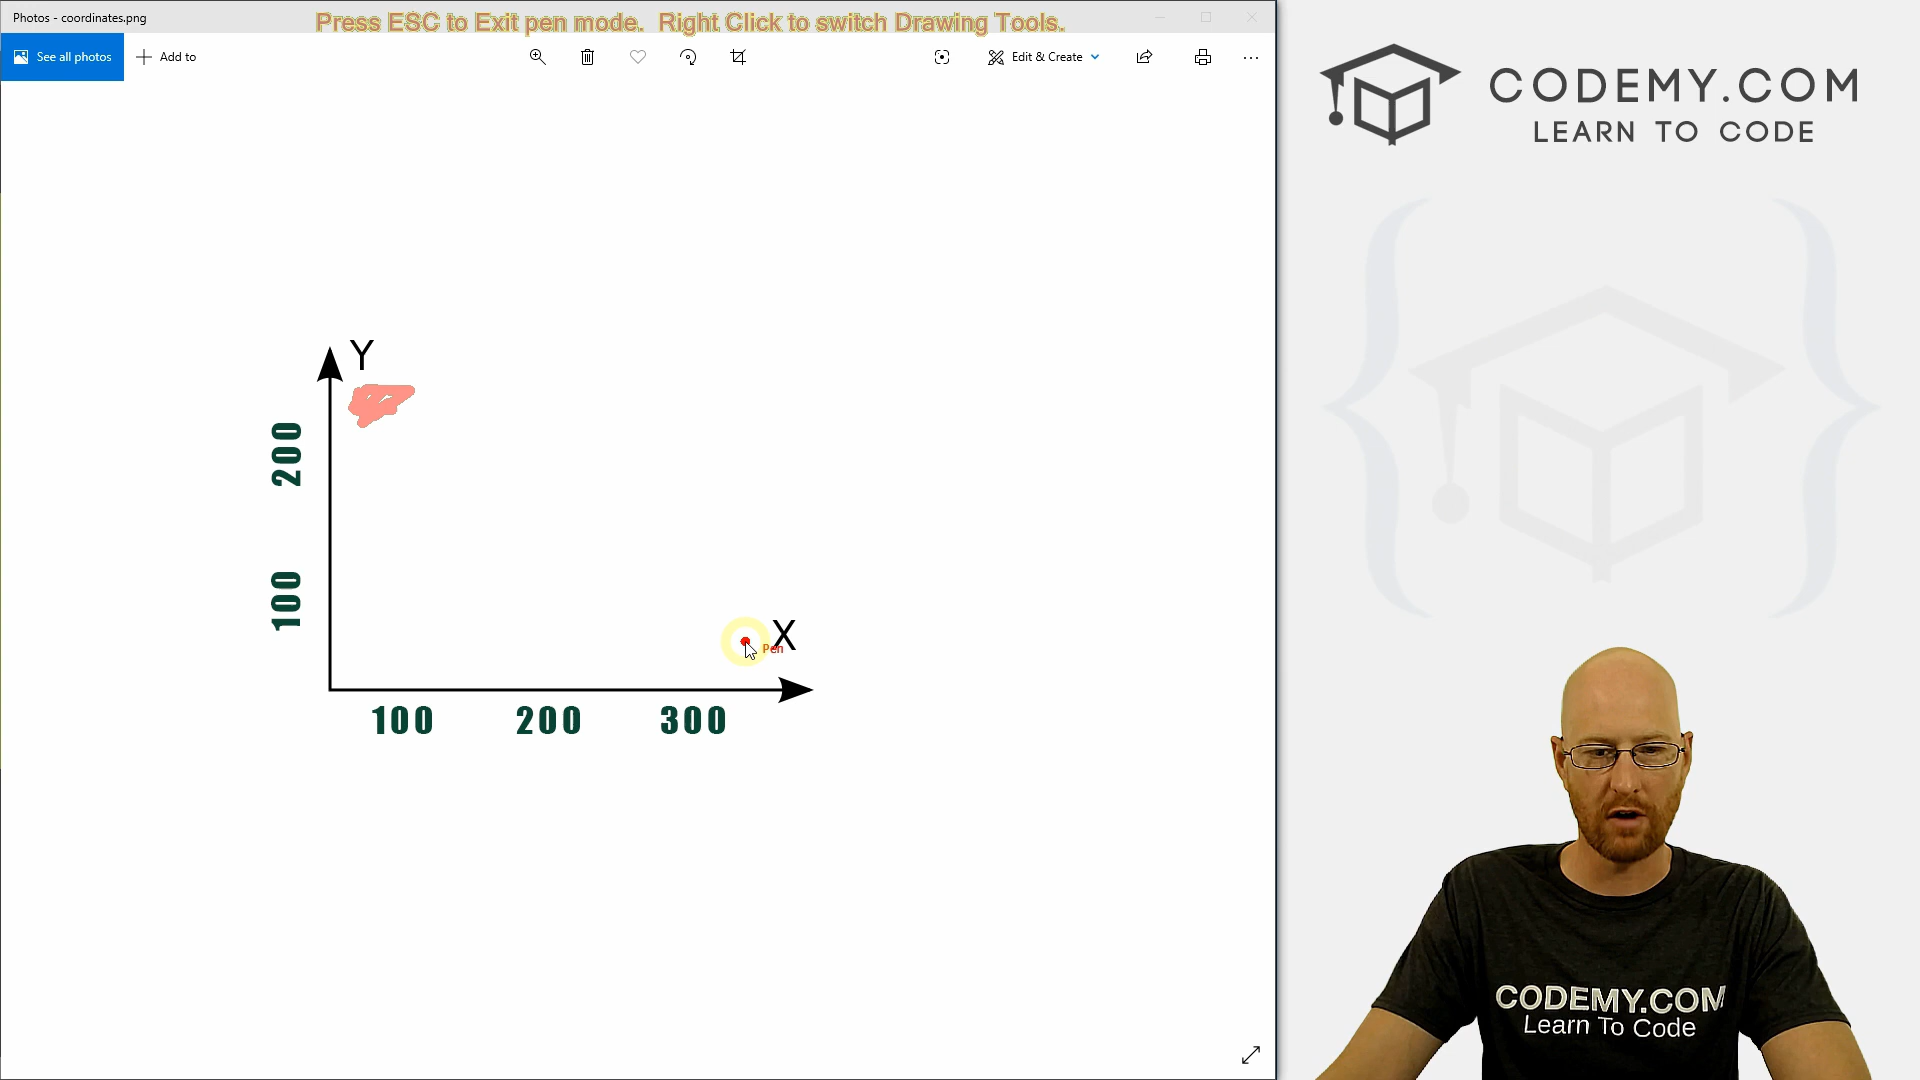 Photos - coordinates.png
Press ESC to Exit pen mode. Right Click to switch Drawing Tools.
See all photos
Add to
Edit & Create
CODEMY.COM
LEARN TO CODE
Y
200
100
X
Pen
100 200 300
CODEMY.COM
Learn To Code